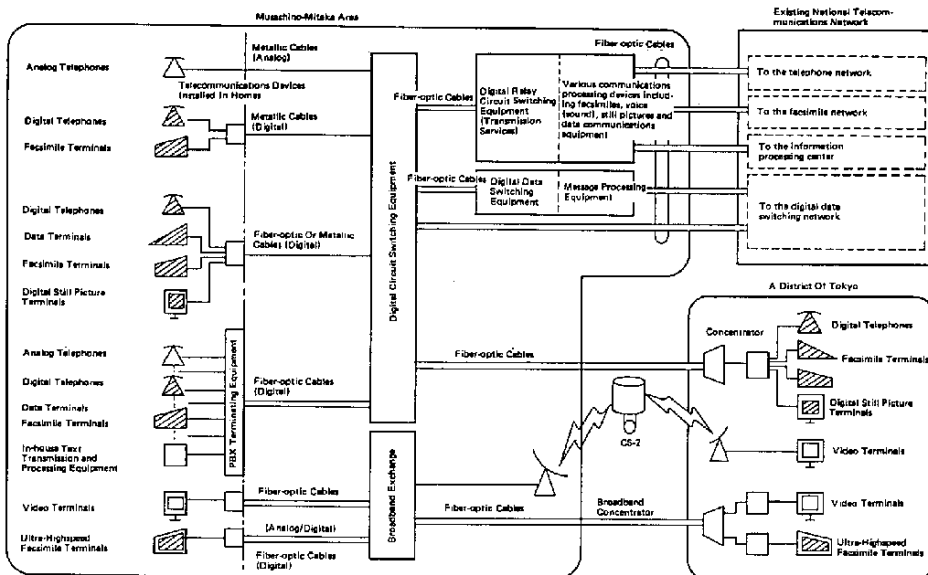 Musashino-Mitaka Area
Existing National Telecom-
munications Network
Analog Telephones
Metallic Cables
(Analog)
Telecommunications Devices
Installed In Homes
Digital Telephones
Facsimile Terminals
Metallic Cables
(Digital)
Digital Telephones
Data Terminals
Facsimile Terminals
Digital Still Picture
Terminals
Fiber-optic Or Metallic
Cables (Digital)
Analog Telephones
Digital Telephones
Data Terminals
Facsimile Terminals
In-house Text
Transmission and
Processing Equipment
PBX Terminating Equipment
Fiber-optic Cables
(Digital)
Video Terminals
Ultra-Highspeed
Facsimile Terminals
Fiber-optic Cables
(Analog/Digital)
Fiber-optic Cables
(Digital)
Digital Circuit Switching Equipment
Broadband Exchange
Fiber-optic Cables
Digital Relay
Circuit Switching
Equipment
(Transmission
Services)
Various communications
processing devices inclu-
ding facsimiles, voice
(sound), still pictures and
data communications
equipment
Fiber-optic Cables
Fiber-optic Cables
Digital Data
Switching
Equipment
Message Processing
Equipment
To the telephone network
To the facsimile network
To the information
processing center
To the digital data
switching network
Fiber-optic Cables
CS-2
Fiber-optic Cables
Broadband
Concentrator
A District Of Tokyo
Concentrator
Digital Telephones
Facsimile Terminals
Digital Still Picture
Terminals
Video Terminals
Video Terminals
Ultra-Highspeed
Facsimile Terminals